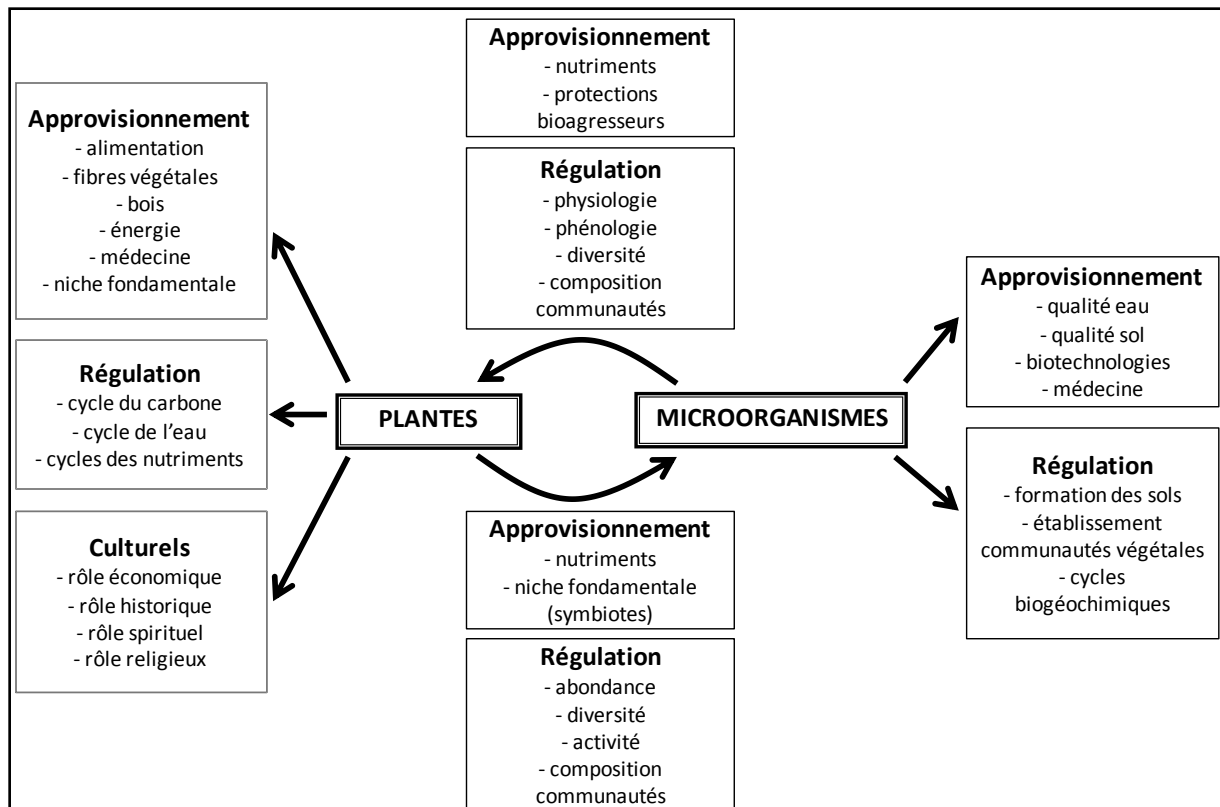 Approvisionnement
- nutriments
- protections
bioagresseurs
Régulation
- physiologie
- phénologie
- diversité
- composition
communautés
Approvisionnement
- alimentation
- fibres végétales
- bois
- énergie
- médecine
- niche fondamentale
Régulation
- cycle du carbone
- cycle de l’eau
- cycles des nutriments
Culturels
- rôle économique
- rôle historique
- rôle spirituel
- rôle religieux
PLANTES
MICROORGANISMES
Approvisionnement
- qualité eau
- qualité sol
- biotechnologies
- médecine
Régulation
- formation des sols
- établissement
communautés végétales
- cycles
biogéochimiques
Approvisionnement
- nutriments
- niche fondamentale
(symbiotes)
Régulation
- abondance
- diversité
- activité
- composition
communautés